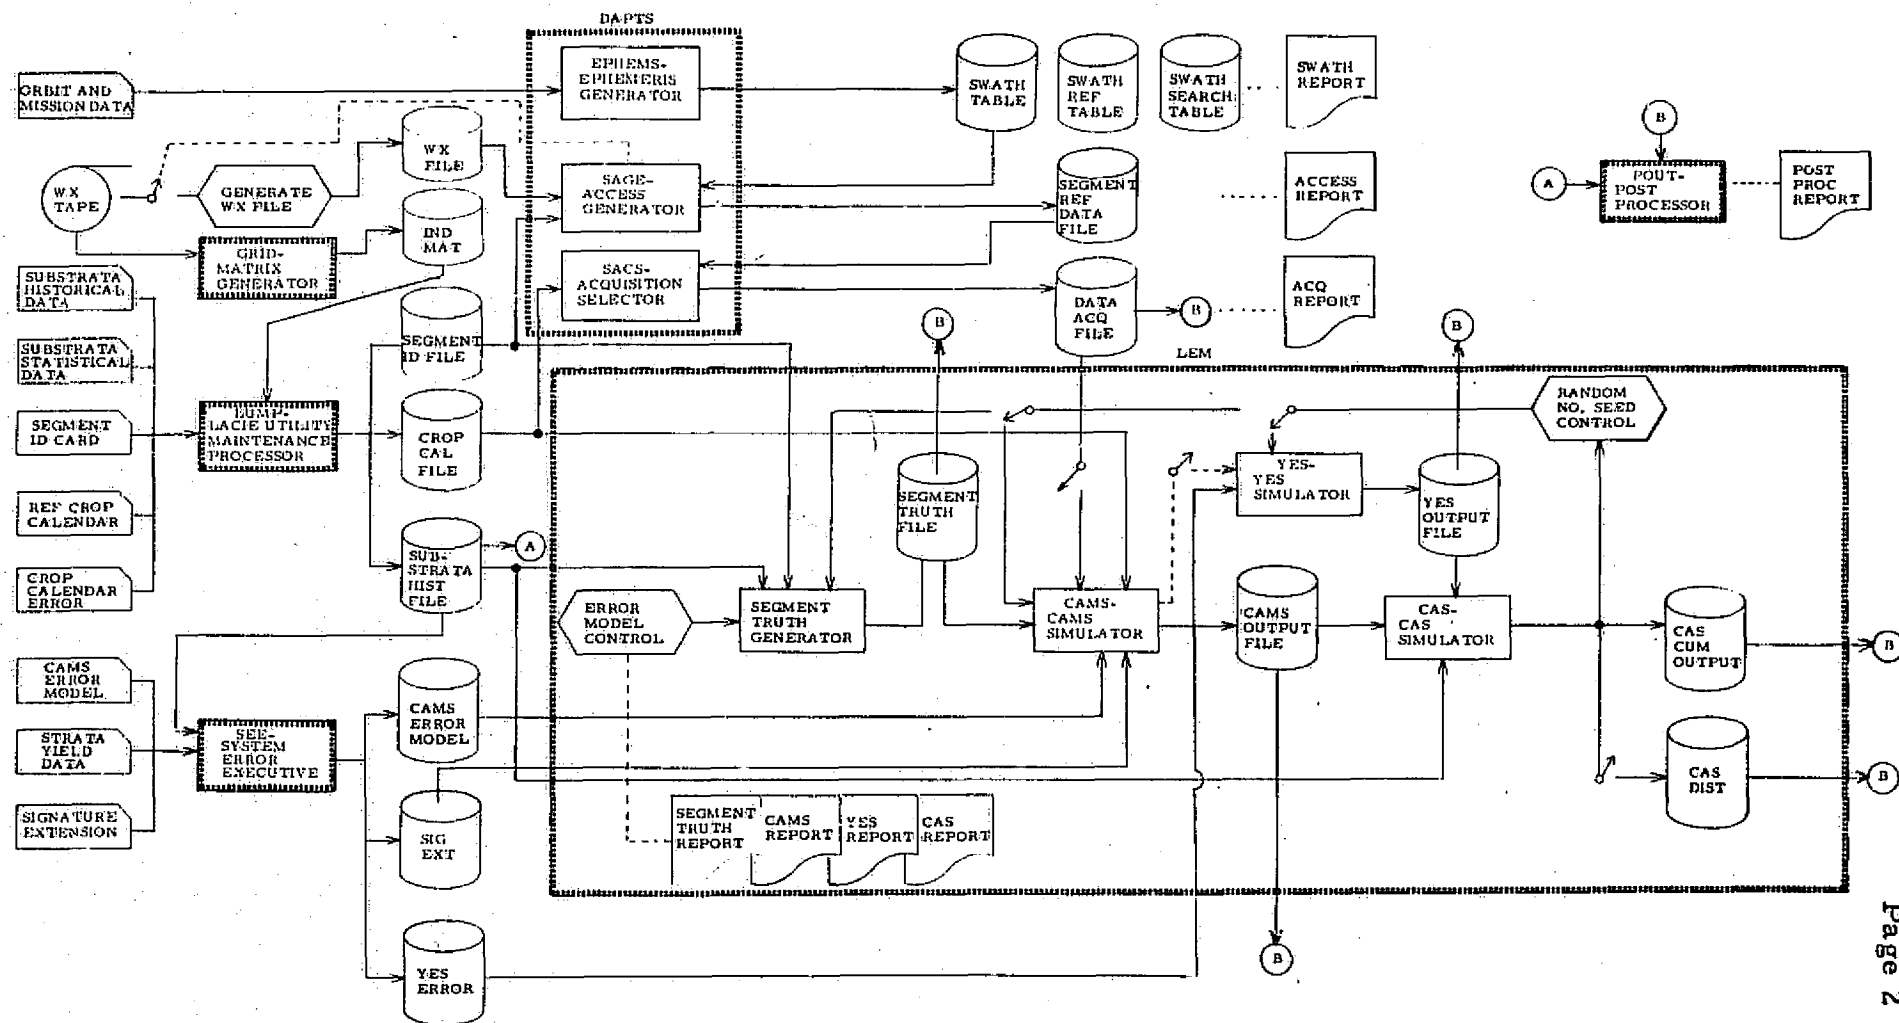 DAPTS
ORBIT AND
MISSION DATA
EPHEMS-
EPHEMERIS
GENERATOR
SWATH
TABLE
SWATH
REF
TABLE
SWATH
SEARCH
TABLE
SWATH
REPORT
WX
TAPE
GENERATE
WX FILE
WX
FILE
SAGE-
ACCESS
GENERATOR
SEGMENT
REF
DATA
FILE
ACCESS
REPORT
B
A
POUT-
POST
PROCESSOR
POST
PROC
REPORT
GRID-
MATRIX
GENERATOR
IND
MAT
SACS-
ACQUISITION
SELECTOR
DATA
ACQ
FILE
B
ACQ
REPORT
SUBSTRATA
HISTORICAL
DATA
SUBSTRATA
STATISTICAL
DATA
SEGMENT
ID CARD
REF CROP
CALENDAR
CROP
CALENDAR
ERROR
LUMP-
LACIE UTILITY
MAINTENANCE
PROCESSOR
SEGMENT
ID FILE
CROP
CAL
FILE
SUB-
STRATA
HIST
FILE
A
LEM
B
B
RANDOM
NO. SEED
CONTROL
SEGMENT
TRUTH
FILE
YES-
YES
SIMULATOR
YES
OUTPUT
FILE
ERROR
MODEL
CONTROL
SEGMENT
TRUTH
GENERATOR
CAMS-
CAMS
SIMULATOR
CAMS
OUTPUT
FILE
CAS-
CAS
SIMULATOR
CAS
CUM
OUTPUT
B
CAS
DIST
B
CAMS
ERROR
MODEL
STRATA
YIELD
DATA
SIGNATURE
EXTENSION
SEE-
SYSTEM
ERROR
EXECUTIVE
CAMS
ERROR
MODEL
SIG
EXT
YES
ERROR
SEGMENT
TRUTH
REPORT
CAMS
REPORT
YES
REPORT
CAS
REPORT
B
Page 2